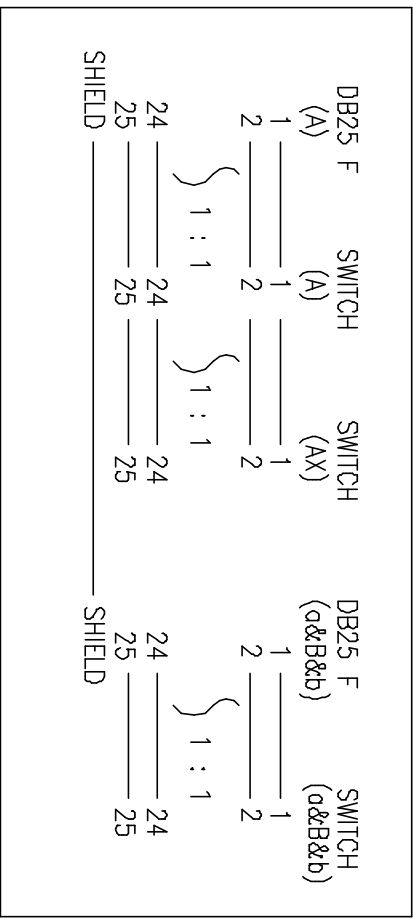 DB25 F SWITCH SWITCH DB25 F SWITCH
(A) (A) (AX) (a&B&b) (a&B&b)
1 1 1 1 1
2 2 2 2 2
1 : 1 1 : 1 1 : 1
24 24 24 24 24
25 25 25 25 25
SHIELD SHIELD